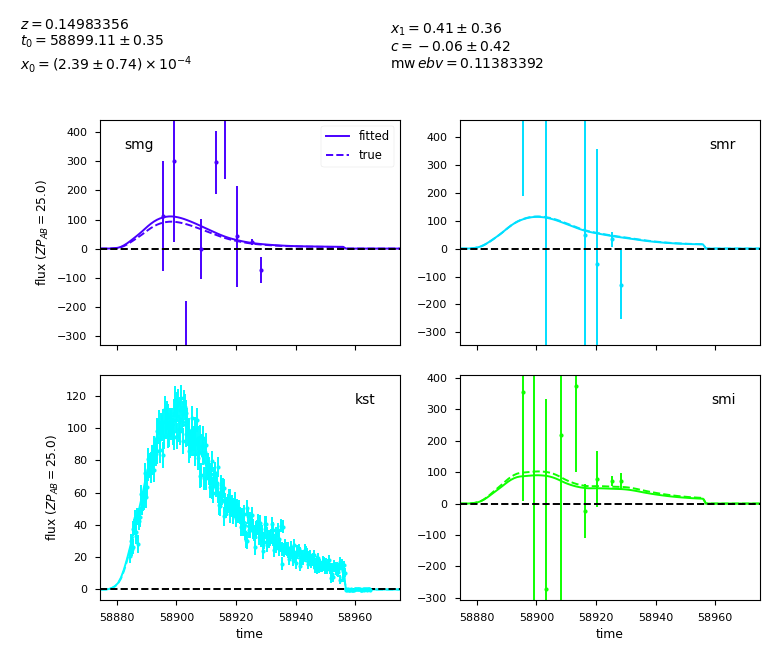 z = 0.14983356
t₀ = 58899.11 ± 0.35
x₀ = (2.39 ± 0.74) × 10⁻⁴
x₁ = 0.41 ± 0.36
c = −0.06 ± 0.42
mw ebv = 0.11383392
smg
fitted
true
400
300
200
100
0
−100
−200
−300
flux (ZP_AB = 25.0)
smr
400
300
200
100
0
−100
−200
−300
kst
120
100
80
60
40
20
0
flux (ZP_AB = 25.0)
58880 58900 58920 58940 58960
time
smi
400
300
200
100
0
−100
−200
−300
58880 58900 58920 58940 58960
time